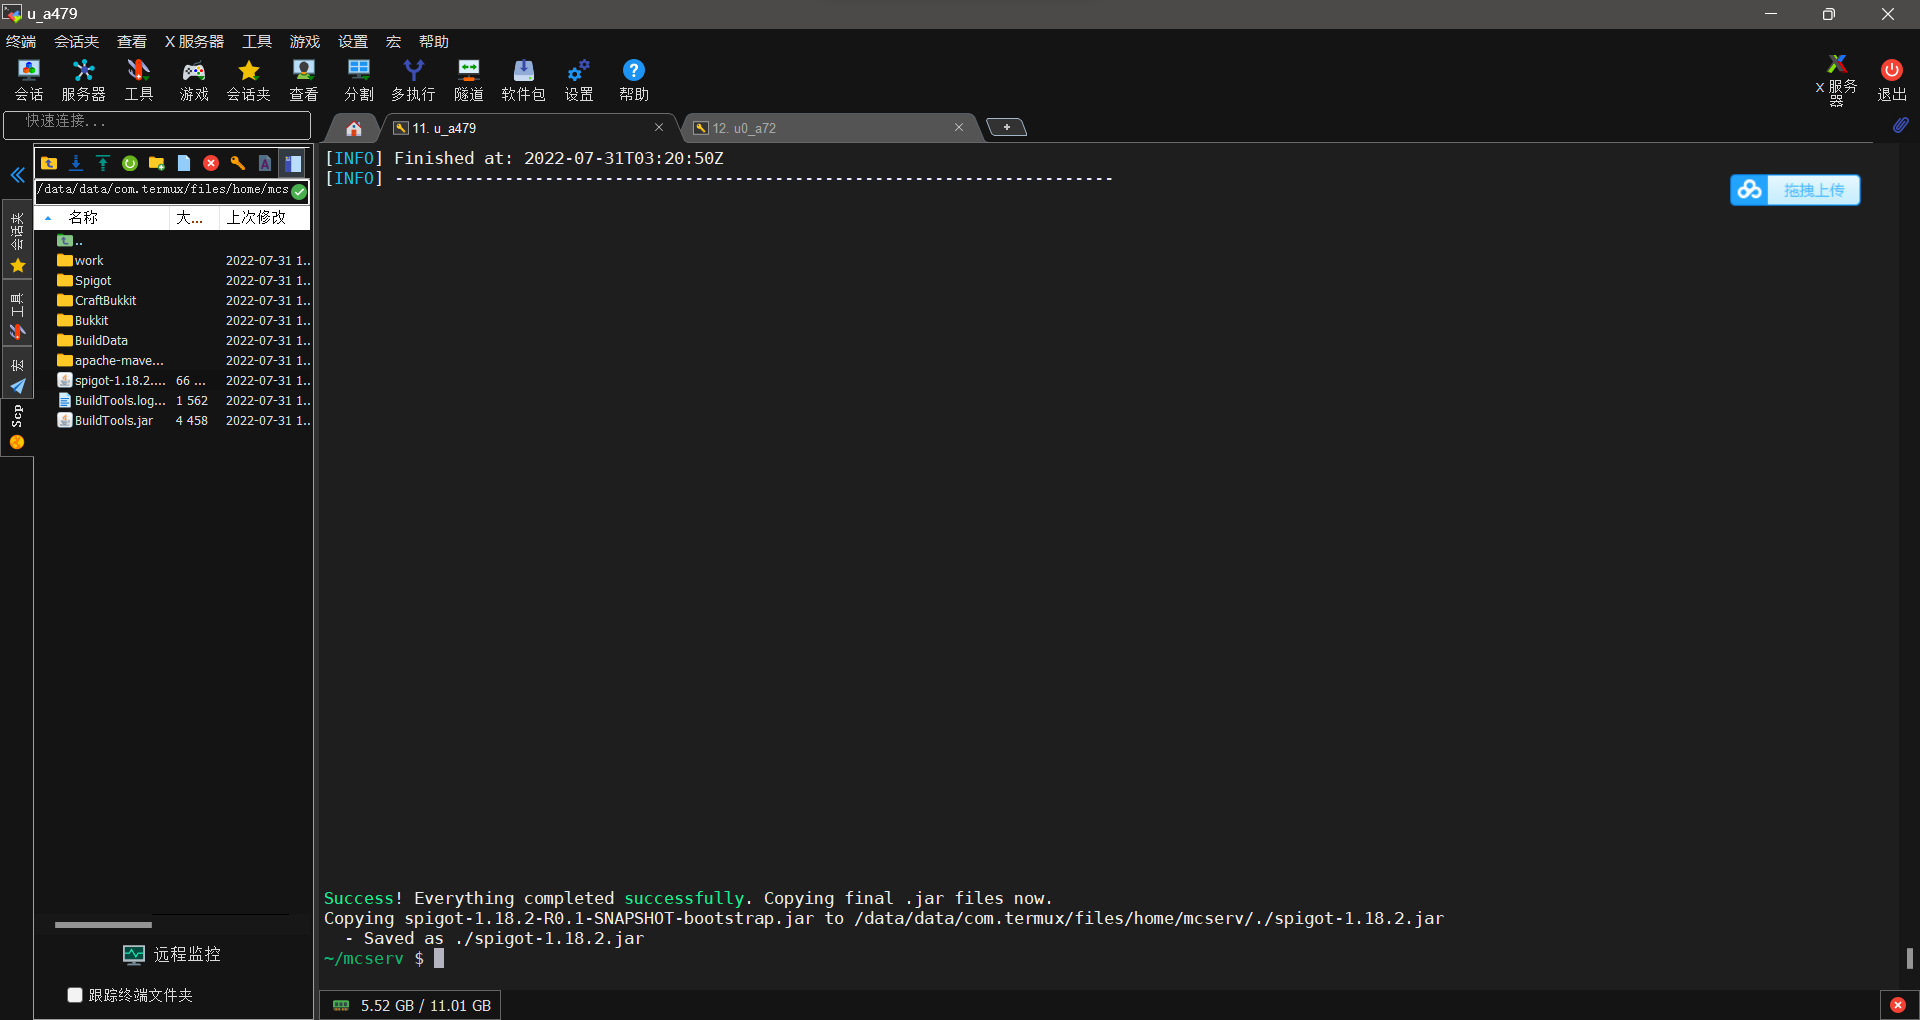 u_a479
终端 会话夹 查看 X 服务器 工具 游戏 设置 宏 帮助
会话 服务器 工具 游戏 会话夹 查看 分割 多执行 隧道 软件包 设置 帮助 X 服务器 退出
快速连接...
11. u_a479
12. u0_a72
会话夹
工具
宏
Scp
/data/data/com.termux/files/home/mcs
名称 大... 上次修改
..
work 2022-07-31 1..
Spigot 2022-07-31 1..
CraftBukkit 2022-07-31 1..
Bukkit 2022-07-31 1..
BuildData 2022-07-31 1..
apache-mave... 2022-07-31 1..
spigot-1.18.2.... 66 ... 2022-07-31 1..
BuildTools.log... 1 562 2022-07-31 1..
BuildTools.jar 4 458 2022-07-31 1..
远程监控
跟踪终端文件夹
[INFO] Finished at: 2022-07-31T03:20:50Z
[INFO] ------------------------------------------------------------------------
拖拽上传
Success! Everything completed successfully. Copying final .jar files now.
Copying spigot-1.18.2-R0.1-SNAPSHOT-bootstrap.jar to /data/data/com.termux/files/home/mcserv/./spigot-1.18.2.jar
- Saved as ./spigot-1.18.2.jar
~/mcserv $
5.52 GB / 11.01 GB